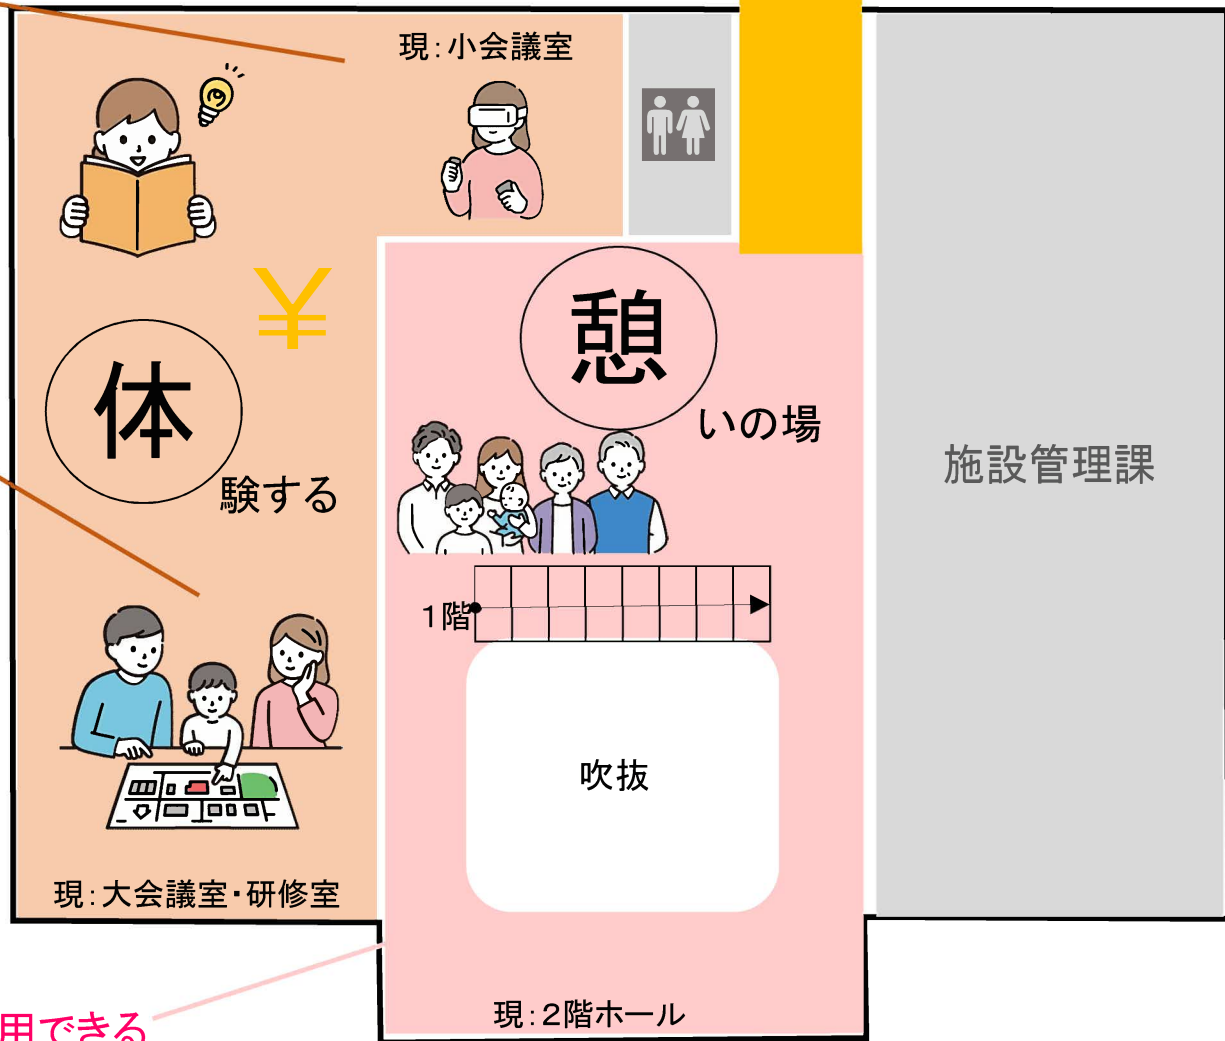 現：小会議室
￥
憩
いの場
体
験する
施設管理課
1階
吹抜
現：大会議室・研修室
現：2階ホール
用できる